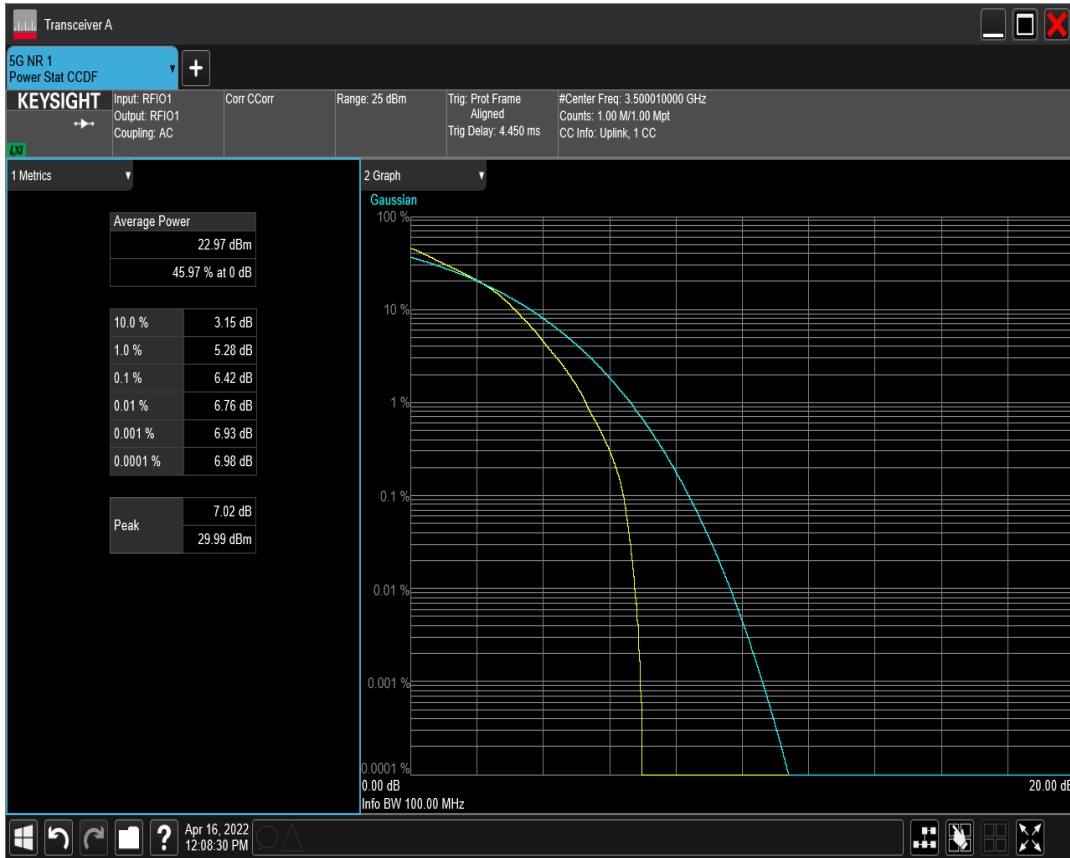 Transceiver A
5G NR 1
Power Stat CCDF
KEYSIGHT
LXI
Input: RFIO1
Output: RFIO1
Coupling: AC
Corr CCorr
Range: 25 dBm
Trig: Prot Frame
Aligned
Trig Delay: 4.450 ms
#Center Freq: 3.500010000 GHz
Counts: 1.00 M/1.00 Mpt
CC Info: Uplink, 1 CC
1 Metrics
Average Power
22.97 dBm
45.97 % at 0 dB
10.0 % 3.15 dB
1.0 % 5.28 dB
0.1 % 6.42 dB
0.01 % 6.76 dB
0.001 % 6.93 dB
0.0001 % 6.98 dB
Peak
7.02 dB
29.99 dBm
2 Graph
Gaussian
100 %
10 %
1 %
0.1 %
0.01 %
0.001 %
0.0001 %
0.00 dB 20.00 dB
Info BW 100.00 MHz
?
Apr 16, 2022
12:08:30 PM